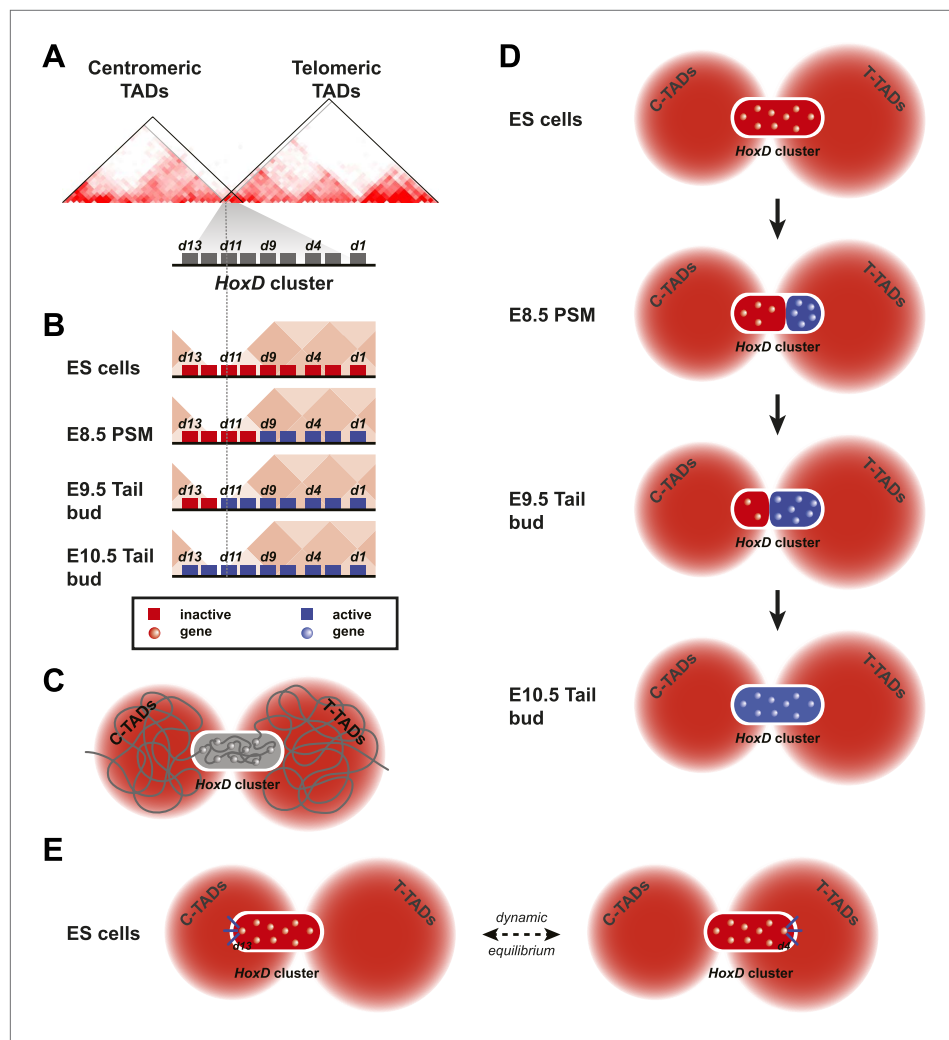 A
Centromeric
TADs
Telomeric
TADs
d13 d11 d9 d4 d1
HoxD cluster
B
ES cells
d13 d11 d9 d4 d1
E8.5 PSM
d13 d11 d9 d4 d1
E9.5 Tail
bud
d13 d11 d9 d4 d1
E10.5 Tail
bud
d13 d11 d9 d4 d1
inactive
active
gene
gene
C
C-TADs
T-TADs
HoxD cluster
D
ES cells
C-TADs
T-TADs
HoxD cluster
E8.5 PSM
C-TADs
T-TADs
HoxD cluster
E9.5 Tail
bud
C-TADs
T-TADs
HoxD cluster
E10.5 Tail
bud
C-TADs
T-TADs
HoxD cluster
E
ES cells
C-TADs
T-TADs
d13
HoxD cluster
dynamic
equilibrium
C-TADs
T-TADs
d4
HoxD cluster